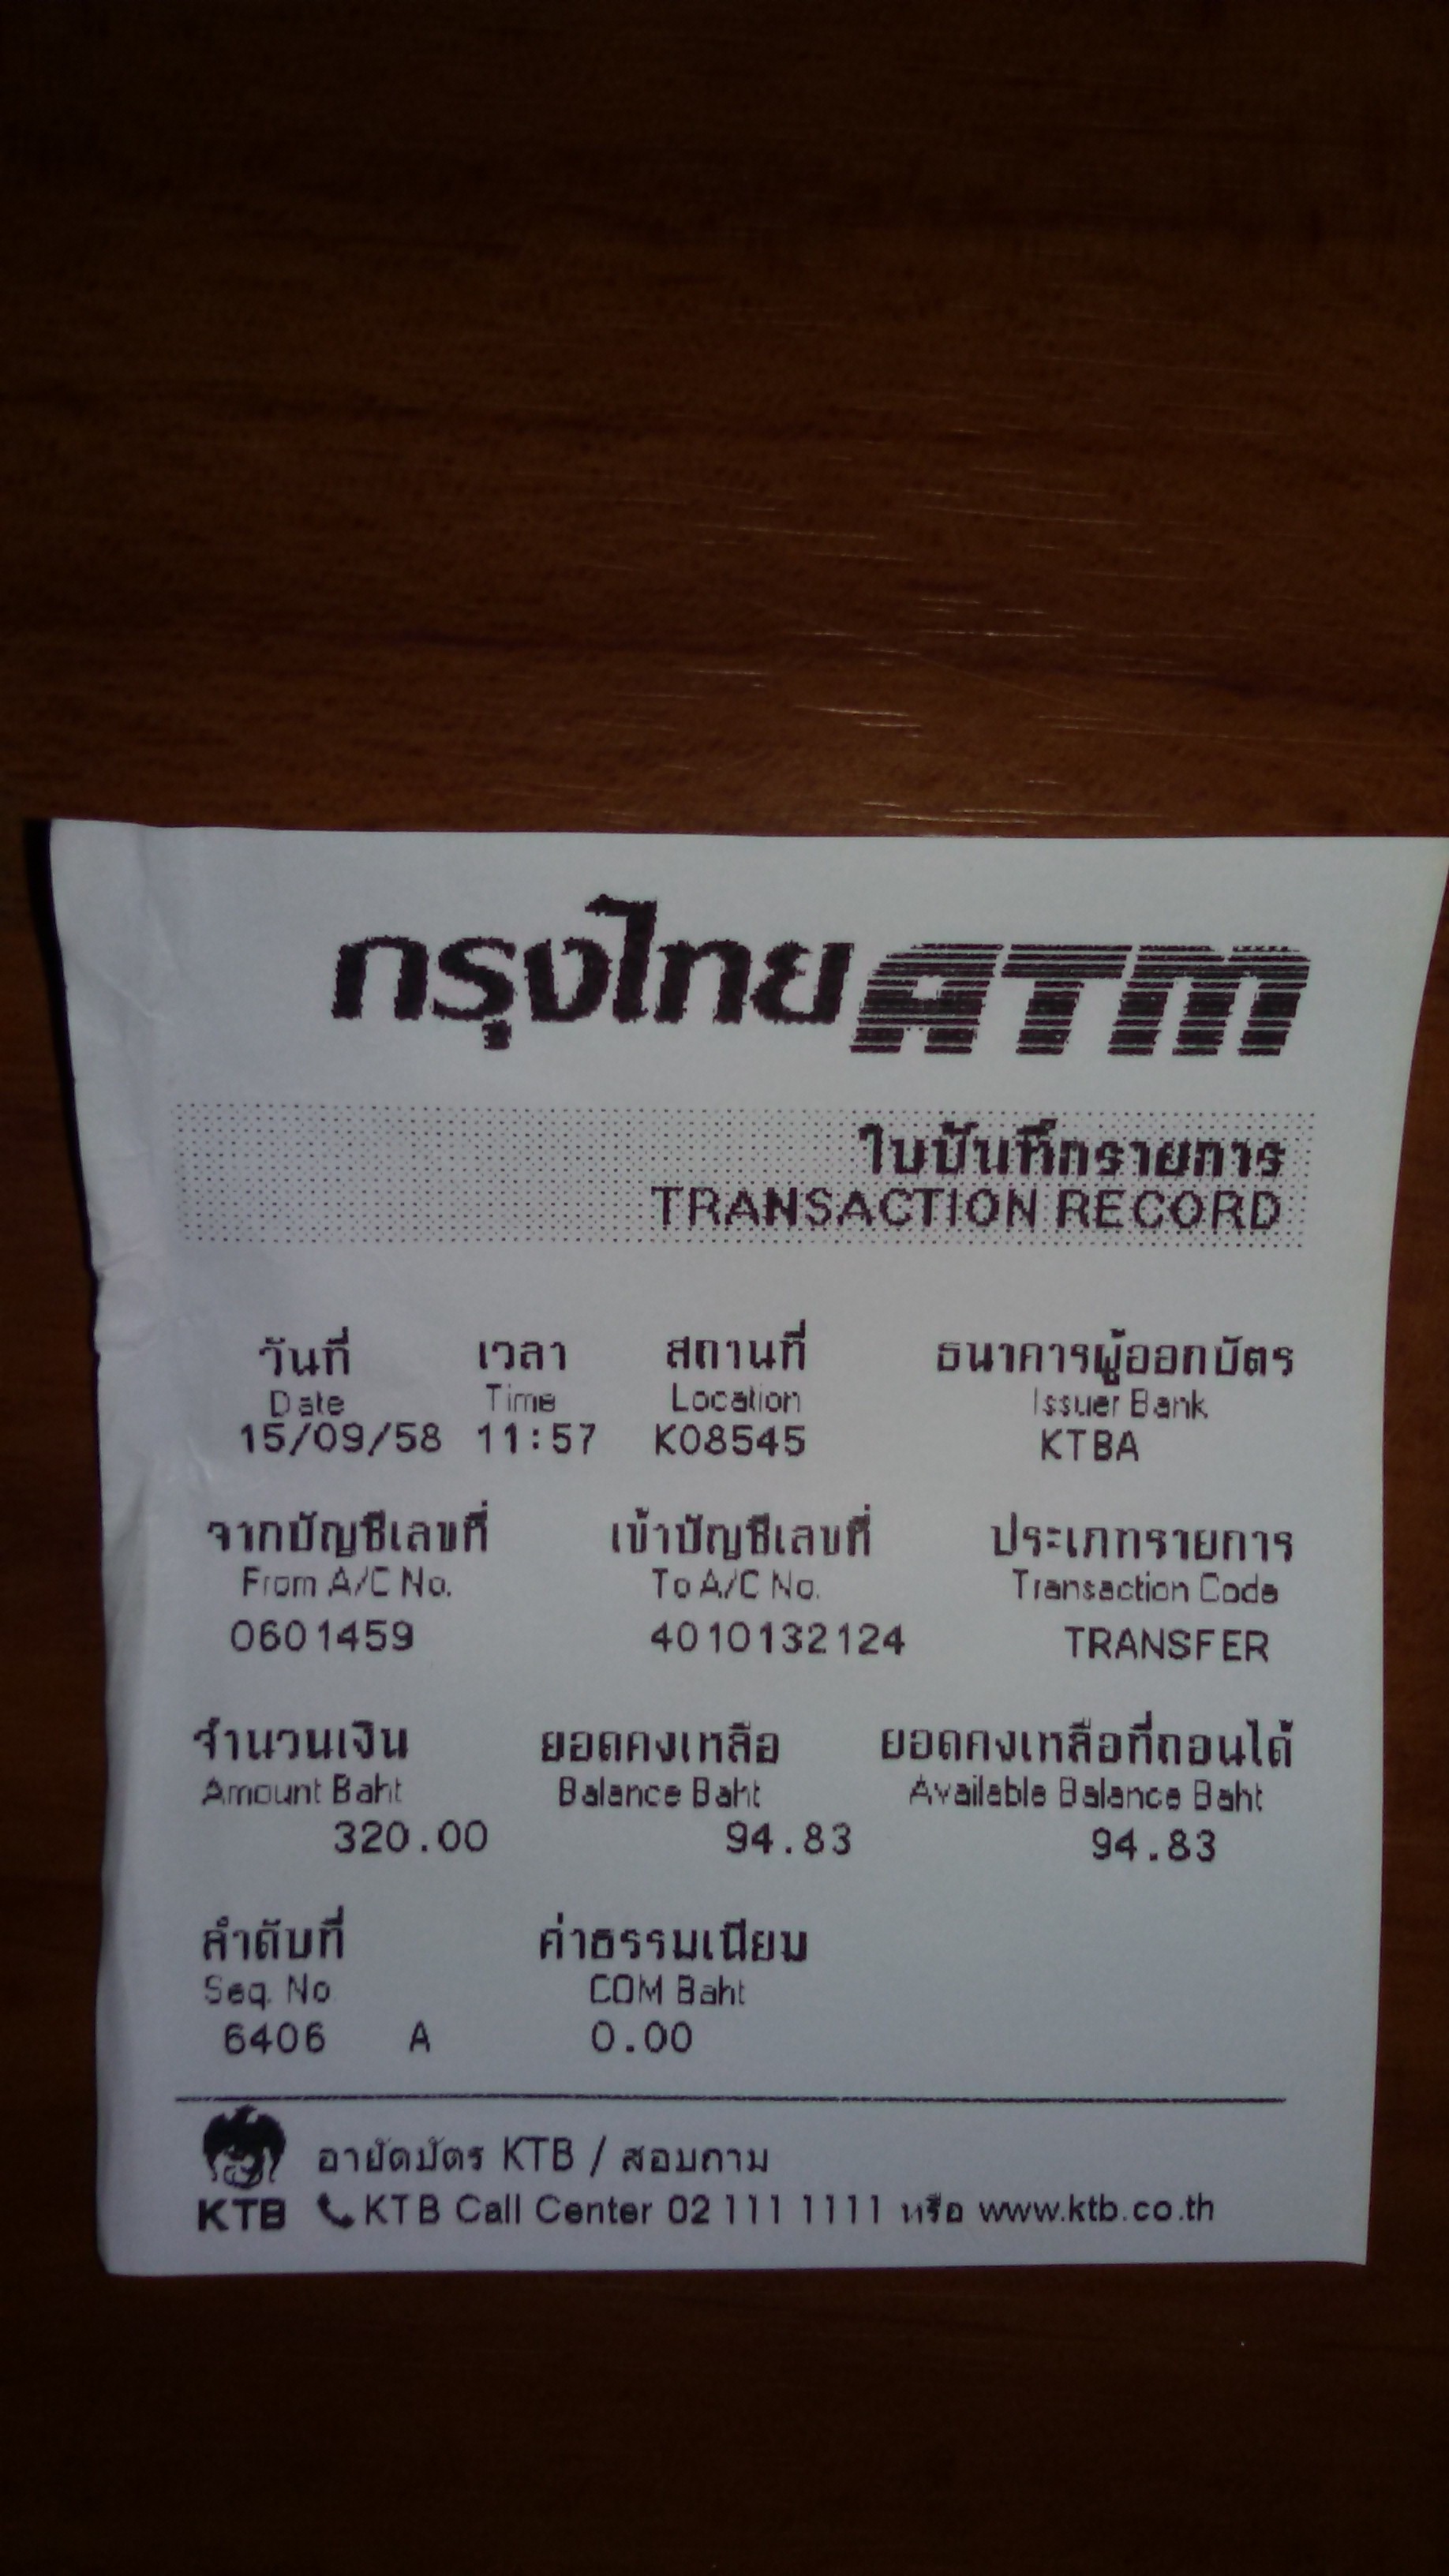 กรุงไทย ATM
ใบบันทึกรายการ
TRANSACTION RECORD
วันที่ เวลา สถานที่ ธนาคารผู้ออกบัตร
Date Time Location Issuer Bank
15/09/58 11:57 K08545 KTBA
จากบัญชีเลขที่ เข้าบัญชีเลขที่ ประเภทรายการ
From A/C No. To A/C No. Transaction Code
0601459 4010132124 TRANSFER
จำนวนเงิน ยอดคงเหลือ ยอดคงเหลือที่ถอนได้
Amount Baht Balance Baht Available Balance Baht
320.00 94.83 94.83
ลำดับที่ ค่าธรรมเนียม
Seq. No COM Baht
6406 A 0.00
อายัดบัตร KTB / สอบถาม
KTB KTB Call Center 02 111 1111 หรือ www.ktb.co.th